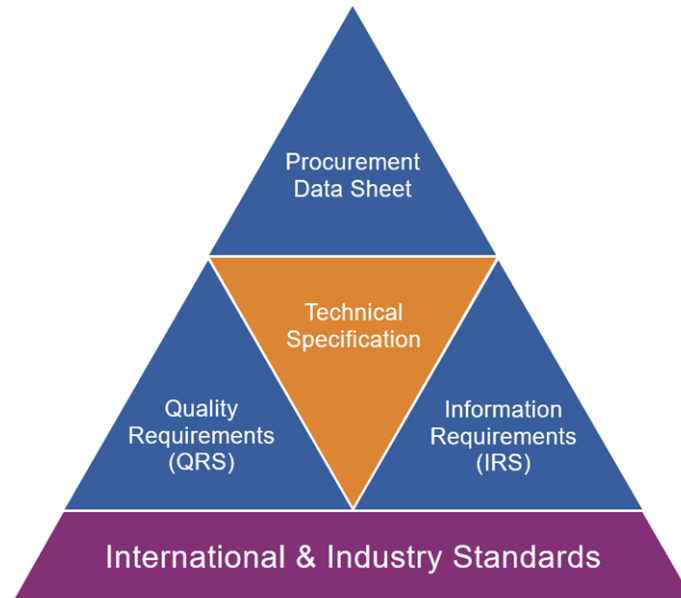 Procurement
Data Sheet
Technical
Specification
Quality
Requirements
(QRS)
Information
Requirements
(IRS)
International & Industry Standards